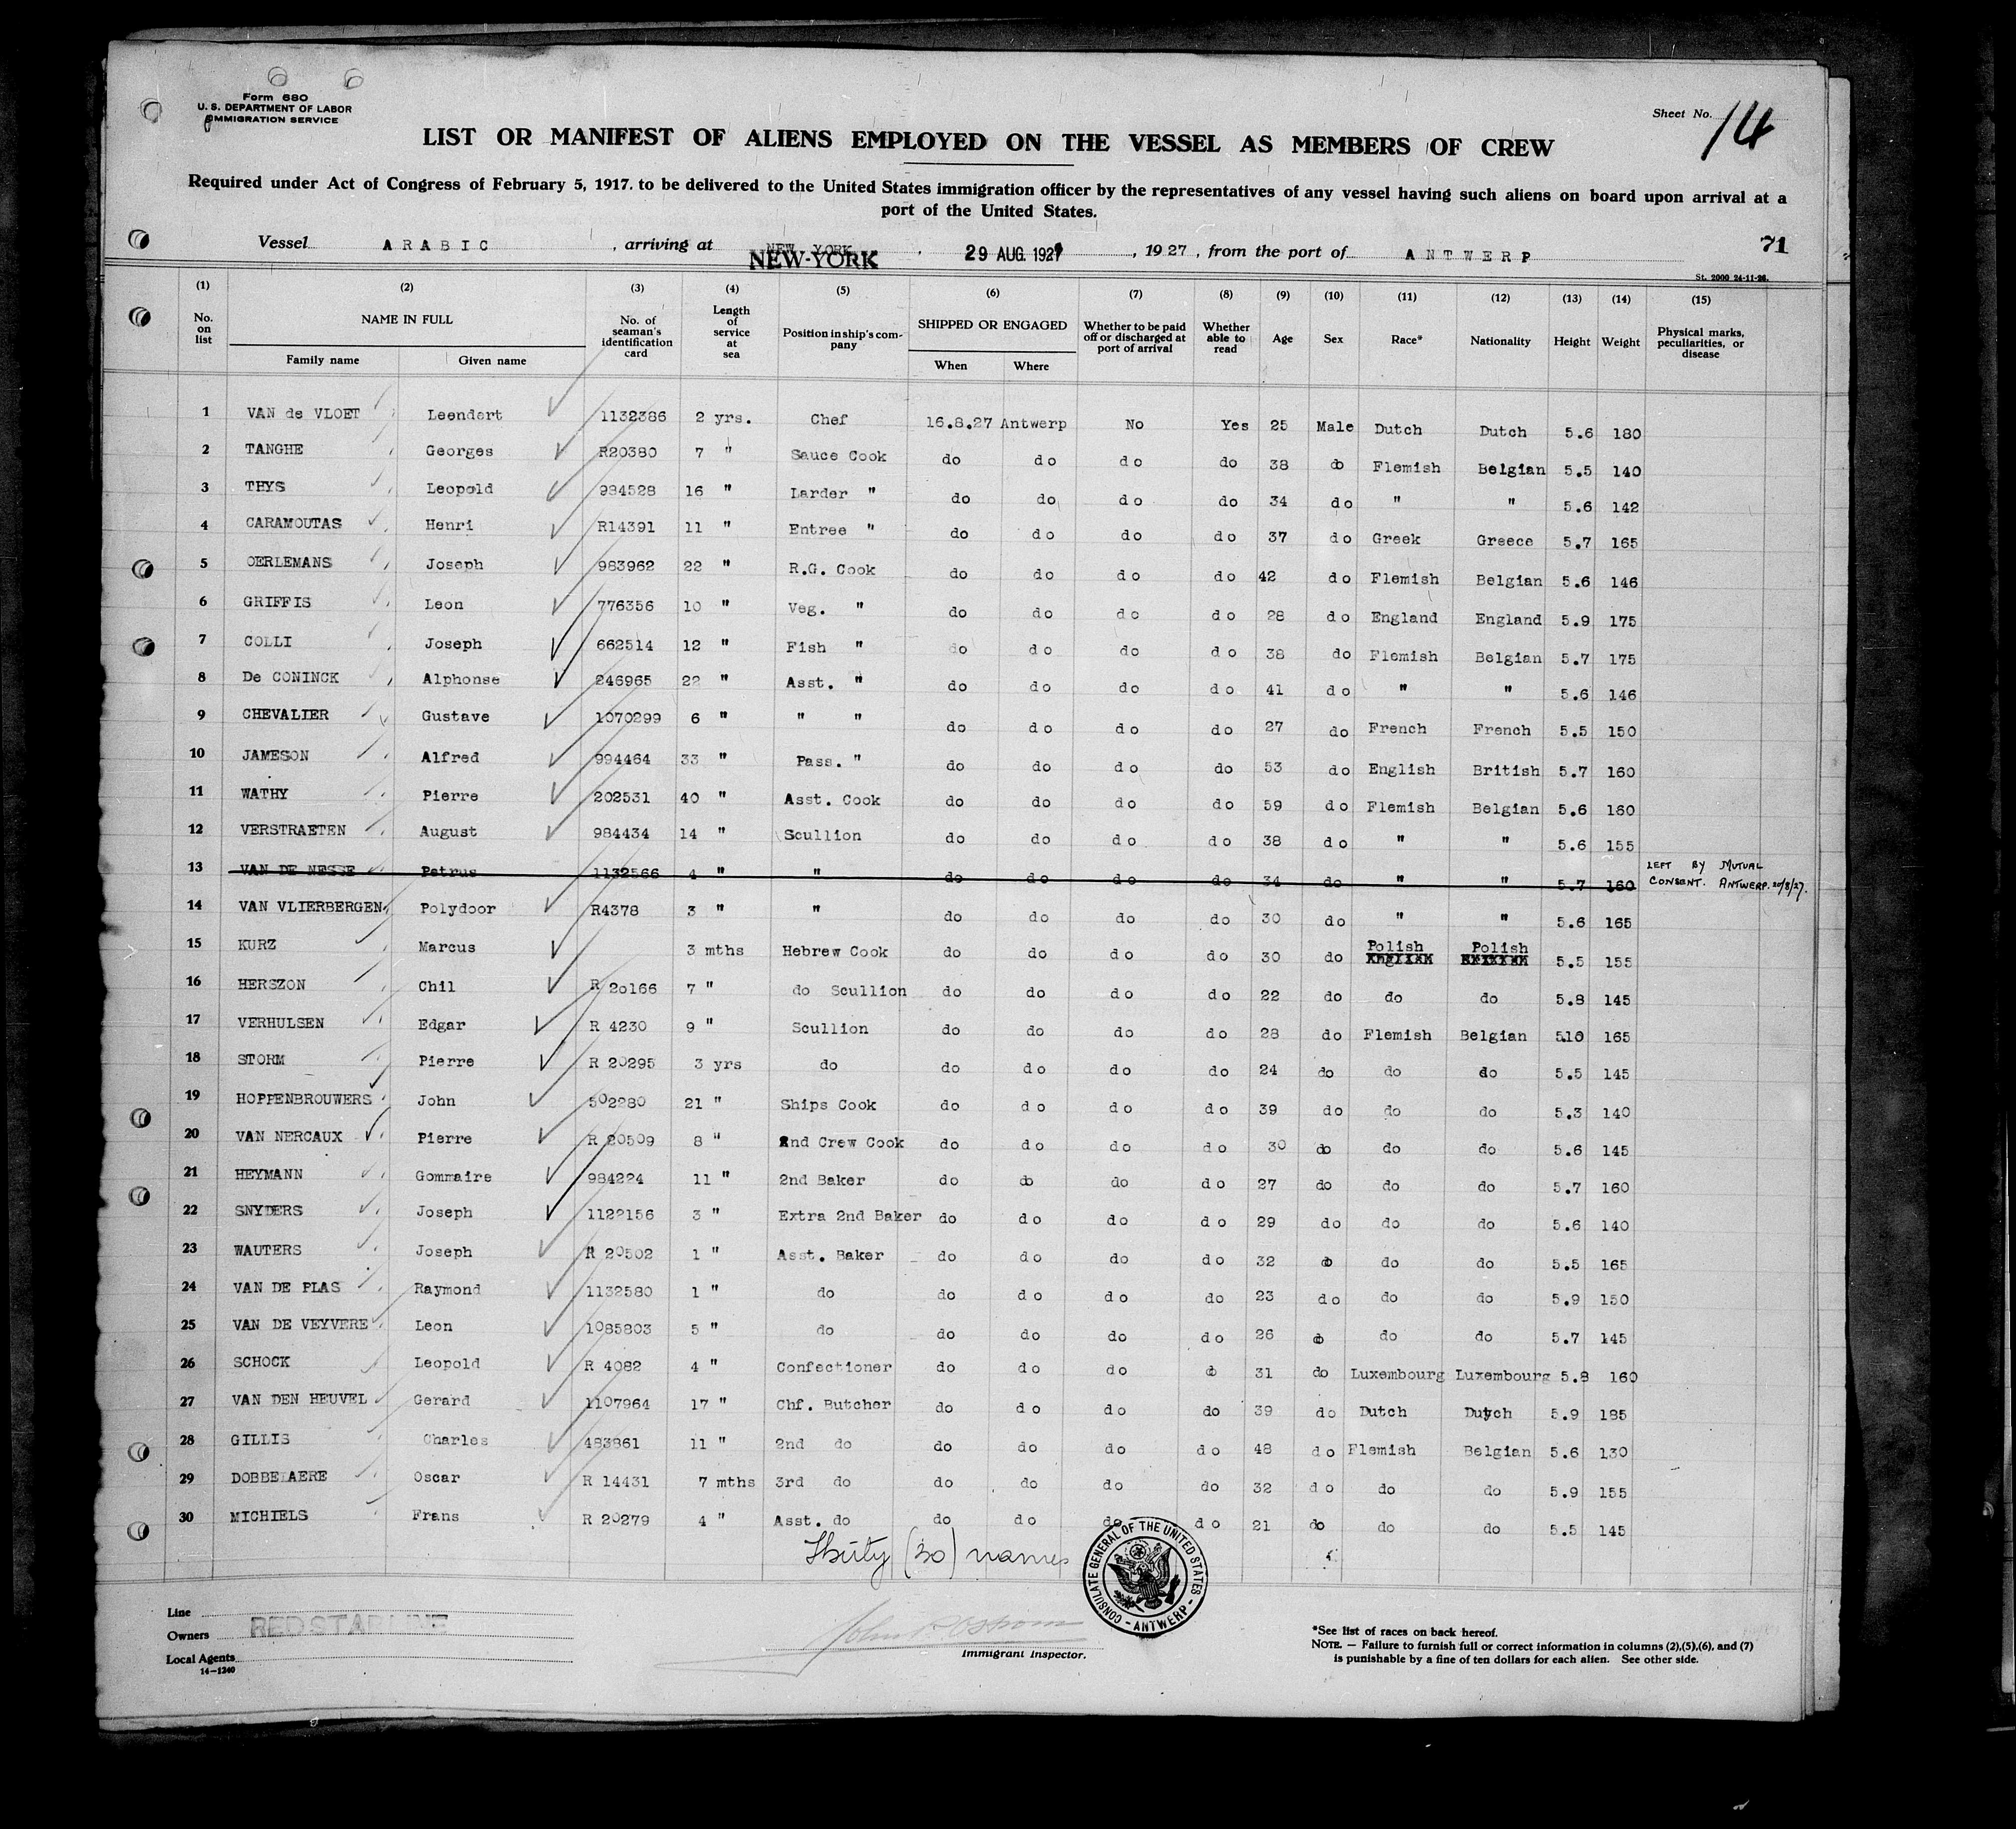 Form 680
U. S. DEPARTMENT OF LABOR
IMMIGRATION SERVICE
Sheet No. 14
LIST OR MANIFEST OF ALIENS EMPLOYED ON THE VESSEL AS MEMBERS OF CREW
Required under Act of Congress of February 5, 1917. to be delivered to the United States immigration officer by the representatives of any vessel having such aliens on board upon arrival at a
port of the United States.
Vessel ARABIC, arriving at NEW YORK NEW-YORK, 29 AUG. 1927, 1927, from the port of ANTWERP 71
St. 2000 24-11-26.
(1) (2) (3) (4) (5) (6) (7) (8) (9) (10) (11) (12) (13) (14) (15)
No. on list NAME IN FULL Family name Given name No. of seaman's identification card Length of service at sea Position in ship's company SHIPPED OR ENGAGED When Where Whether to be paid off or discharged at port of arrival Whether able to read Age Sex Race* Nationality Height Weight Physical marks, peculiarities, or disease
1 VAN de VLOET Leendert 1132386 2 yrs. Chef 16.8.27 Antwerp No Yes 25 Male Dutch Dutch 5.6 180
2 TANGHE Georges R20380 7 " Sauce Cook do do do do 38 do Flemish Belgian 5.5 140
3 THYS Leopold 984528 16 " Larder " do do do do 34 do " " 5.6 142
4 CARAMOUTAS Henri R14391 11 " Entree " do do do do 37 do Greek Greece 5.7 165
5 OERLEMANS Joseph 983962 22 " R.G. Cook do do do do 42 do Flemish Belgian 5.6 146
6 GRIFFIS Leon 776356 10 " Veg. " do do do do 28 do England England 5.9 175
7 COLLI Joseph 662514 12 " Fish " do do do do 38 do Flemish Belgian 5.7 175
8 De CONINCK Alphonse 246965 22 " Asst. " do do do do 41 do " " 5.6 146
9 CHEVALIER Gustave 1070299 6 " " " do do do do 27 do French French 5.5 150
10 JAMESON Alfred 994464 33 " Pass. " do do do do 53 do English British 5.7 160
11 WATHY Pierre 202531 40 " Asst. Cook do do do do 59 do Flemish Belgian 5.6 160
12 VERSTRAETEN August 984434 14 " Scullion do do do do 38 do " " 5.6 155
13 VAN DE NESSE Petrus 1132566 4 " " do do do do 34 do " " 5.7 160 LEFT BY MUTUAL CONSENT. ANTWERP. 20/8/27.
14 VAN VLIERBERGEN Polydoor R4378 3 " " do do do do 30 do " " 5.6 165
15 KURZ Marcus 3 mths Hebrew Cook do do do do 30 do Polish Polish 5.5 155
16 HERSZON Chil R 20166 7 " do Scullion do do do do 22 do do do 5.8 145
17 VERHULSEN Edgar R 4230 9 " Scullion do do do do 28 do Flemish Belgian 5.10 165
18 STORM Pierre R 20295 3 yrs do do do do do 24 do do do 5.5 145
19 HOPPENBROUWERS John 502280 21 " Ships Cook do do do do 39 do do do 5.3 140
20 VAN NERCAUX Pierre R 20509 8 " 2nd Crew Cook do do do do 30 do do do 5.6 145
21 HEYMANN Gommaire 984224 11 " 2nd Baker do do do do 27 do do do 5.7 160
22 SNYDERS Joseph 1122156 3 " Extra 2nd Baker do do do do 29 do do do 5.6 140
23 WAUTERS Joseph R 20502 1 " Asst. Baker do do do do 32 do do do 5.5 165
24 VAN DE PLAS Raymond 1132580 1 " do do do do do 23 do do do 5.9 150
25 VAN DE VEYVERE Leon 1085803 5 " do do do do do 26 do do do 5.7 145
26 SCHOCK Leopold R 4082 4 " Confectioner do do do do 31 do Luxembourg Luxembourg 5.8 160
27 VAN DEN HEUVEL Gerard 1107964 17 " Chf. Butcher do do do do 39 do Dutch Dutch 5.9 185
28 GILLIS Charles 483861 11 " 2nd do do do do do 48 do Flemish Belgian 5.6 130
29 DOBBELAERE Oscar R 14431 7 mths 3rd do do do do do 32 do do do 5.9 155
30 MICHIELS Frans R 20279 4 " Asst. do do do do do 21 do do do 5.5 145
Thirty (30) names
CONSULATE GENERAL OF THE UNITED STATES - ANTWERP -
Line
Owners RED STAR LINE
Local Agents
14-1240
Immigrant Inspector.
*See list of races on back hereof.
NOTE. — Failure to furnish full or correct information in columns (2),(5),(6), and (7)
is punishable by a fine of ten dollars for each alien. See other side.